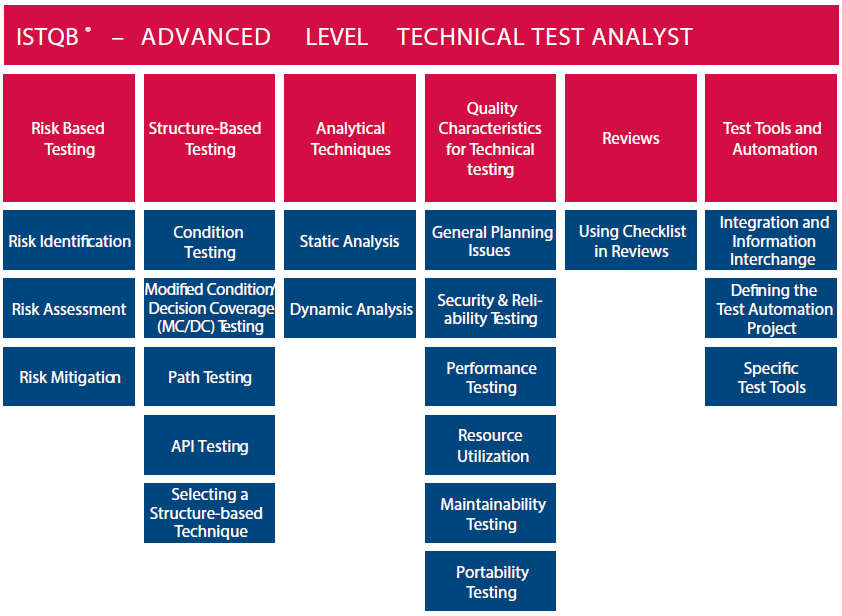 ISTQB ® – ADVANCED LEVEL TECHNICAL TEST ANALYST
Risk Based
Testing
Risk Identification
Risk Assessment
Risk Mitigation
Structure-Based
Testing
Condition
Testing
Modified Condition/
Decision Coverage
(MC/DC) Testing
Path Testing
API Testing
Selecting a
Structure-based
Technique
Analytical
Techniques
Static Analysis
Dynamic Analysis
Quality
Characteristics
for Technical
testing
General Planning
Issues
Security & Reli-
ability Testing
Performance
Testing
Resource
Utilization
Maintainability
Testing
Portability
Testing
Reviews
Using Checklist
in Reviews
Test Tools and
Automation
Integration and
Information
Interchange
Defining the
Test Automation
Project
Specific
Test Tools